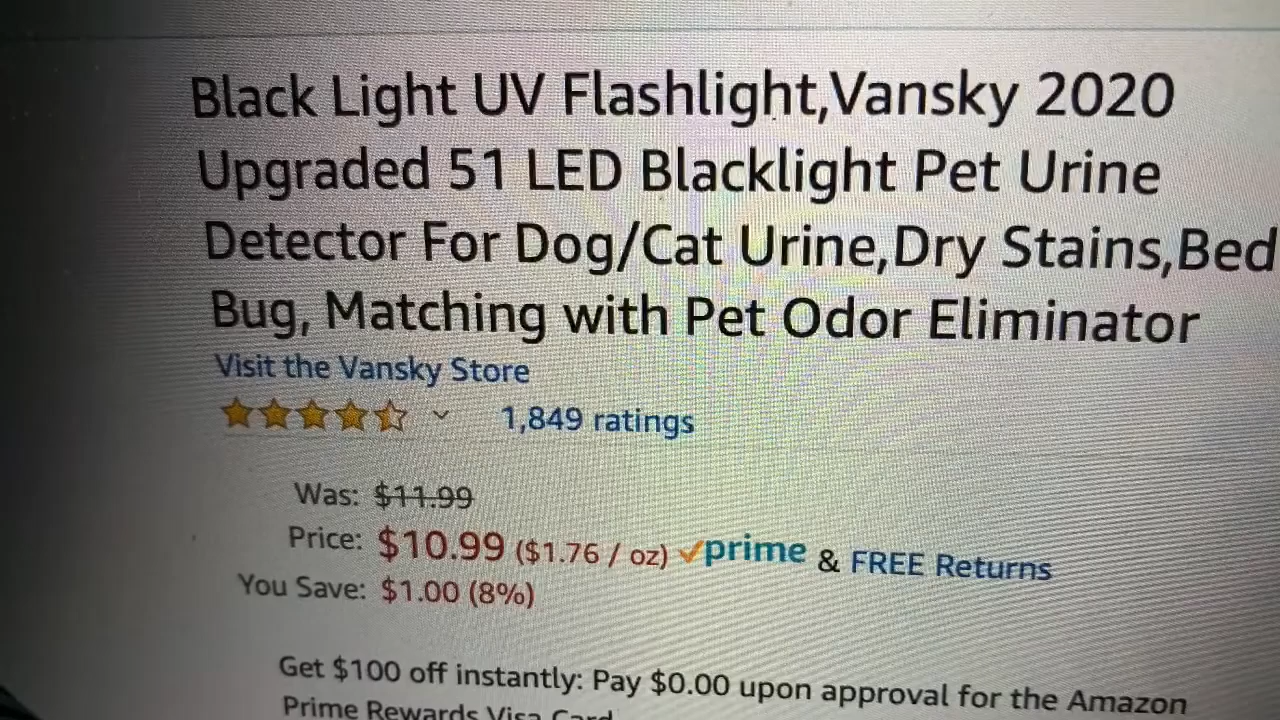 Black Light UV Flashlight,Vansky 2020
Upgraded 51 LED Blacklight Pet Urine
Detector For Dog/Cat Urine,Dry Stains,Bed
Bug, Matching with Pet Odor Eliminator
Visit the Vansky Store
1,849 ratings
Was: $11.99
Price: $10.99 ($1.76 / oz) prime & FREE Returns
You Save: $1.00 (8%)
Get $100 off instantly: Pay $0.00 upon approval for the Amazon
Prime Rewards Visa Card